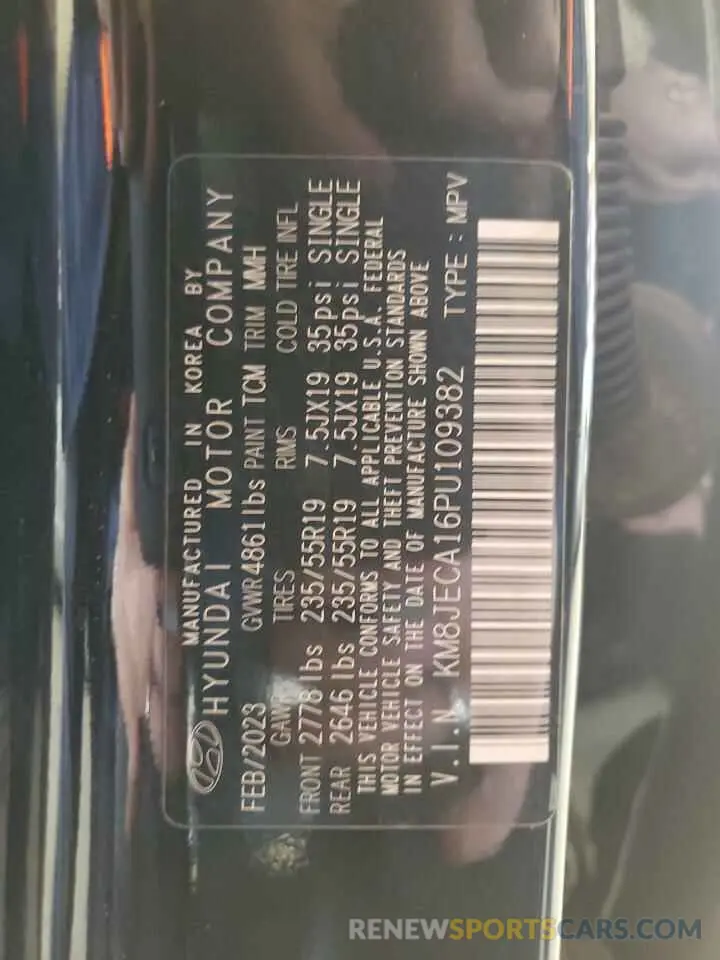 MANUFACTURED IN KOREA BY
HYUNDAI MOTOR COMPANY
FEB/2023 GVWR4861lbs PAINT TCM TRIM MMH
GAWR TIRES RIMS COLD TIRE INFL
FRONT 2778lbs 235/55R19 7.5JX19 35psi SINGLE
REAR 2646lbs 235/55R19 7.5JX19 35psi SINGLE
THIS VEHICLE CONFORMS TO ALL APPLICABLE U.S.A. FEDERAL
MOTOR VEHICLE SAFETY AND THEFT PREVENTION STANDARDS
IN EFFECT ON THE DATE OF MANUFACTURE SHOWN ABOVE
V.I.N KM8JECA16PU109382 TYPE : MPV
RENEWSPORTSCARS.COM